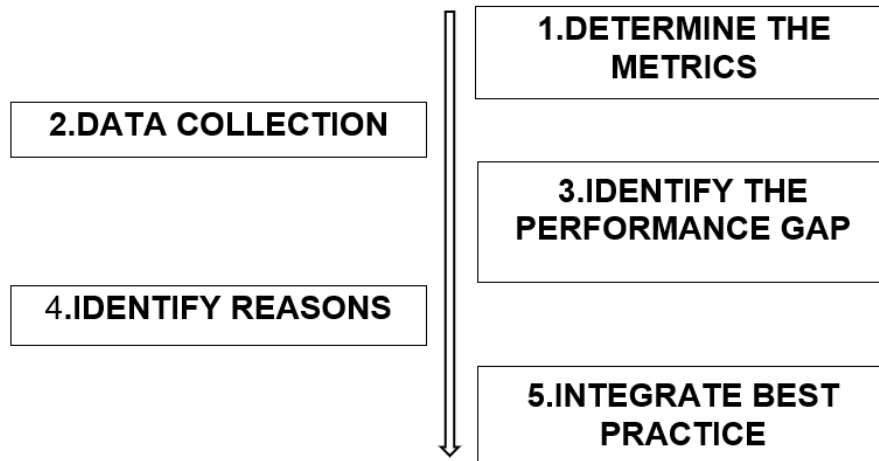 1.DETERMINE THE
METRICS
2.DATA COLLECTION
3.IDENTIFY THE
PERFORMANCE GAP
4.IDENTIFY REASONS
5.INTEGRATE BEST
PRACTICE